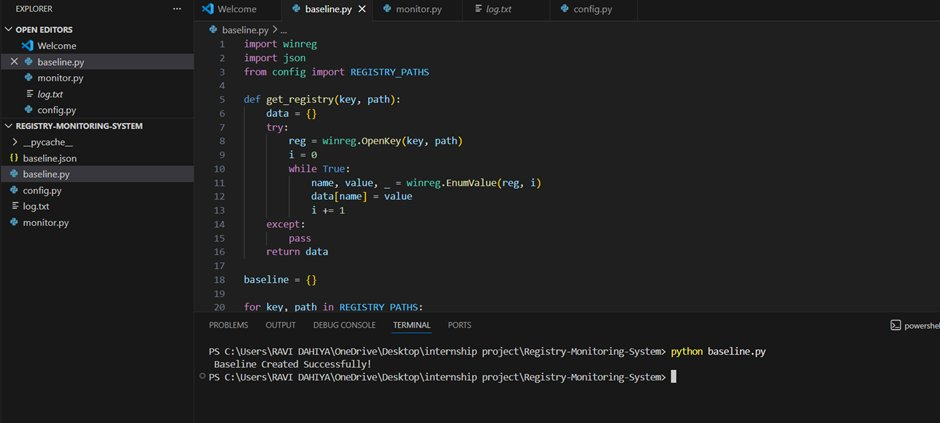 EXPLORER ...
OPEN EDITORS
Welcome
baseline.py
monitor.py
log.txt
config.py
REGISTRY-MONITORING-SYSTEM
__pycache__
{} baseline.json
baseline.py
config.py
log.txt
monitor.py
Welcome baseline.py monitor.py log.txt config.py
baseline.py > ...
1 import winreg
2 import json
3 from config import REGISTRY_PATHS
4
5 def get_registry(key, path):
6     data = {}
7     try:
8         reg = winreg.OpenKey(key, path)
9         i = 0
10         while True:
11             name, value, _ = winreg.EnumValue(reg, i)
12             data[name] = value
13             i += 1
14     except:
15         pass
16     return data
17
18 baseline = {}
19
20 for key, path in REGISTRY_PATHS:
PROBLEMS OUTPUT DEBUG CONSOLE TERMINAL PORTS powershel
PS C:\Users\RAVI DAHIYA\OneDrive\Desktop\internship project\Registry-Monitoring-System> python baseline.py
Baseline Created Successfully!
PS C:\Users\RAVI DAHIYA\OneDrive\Desktop\internship project\Registry-Monitoring-System>